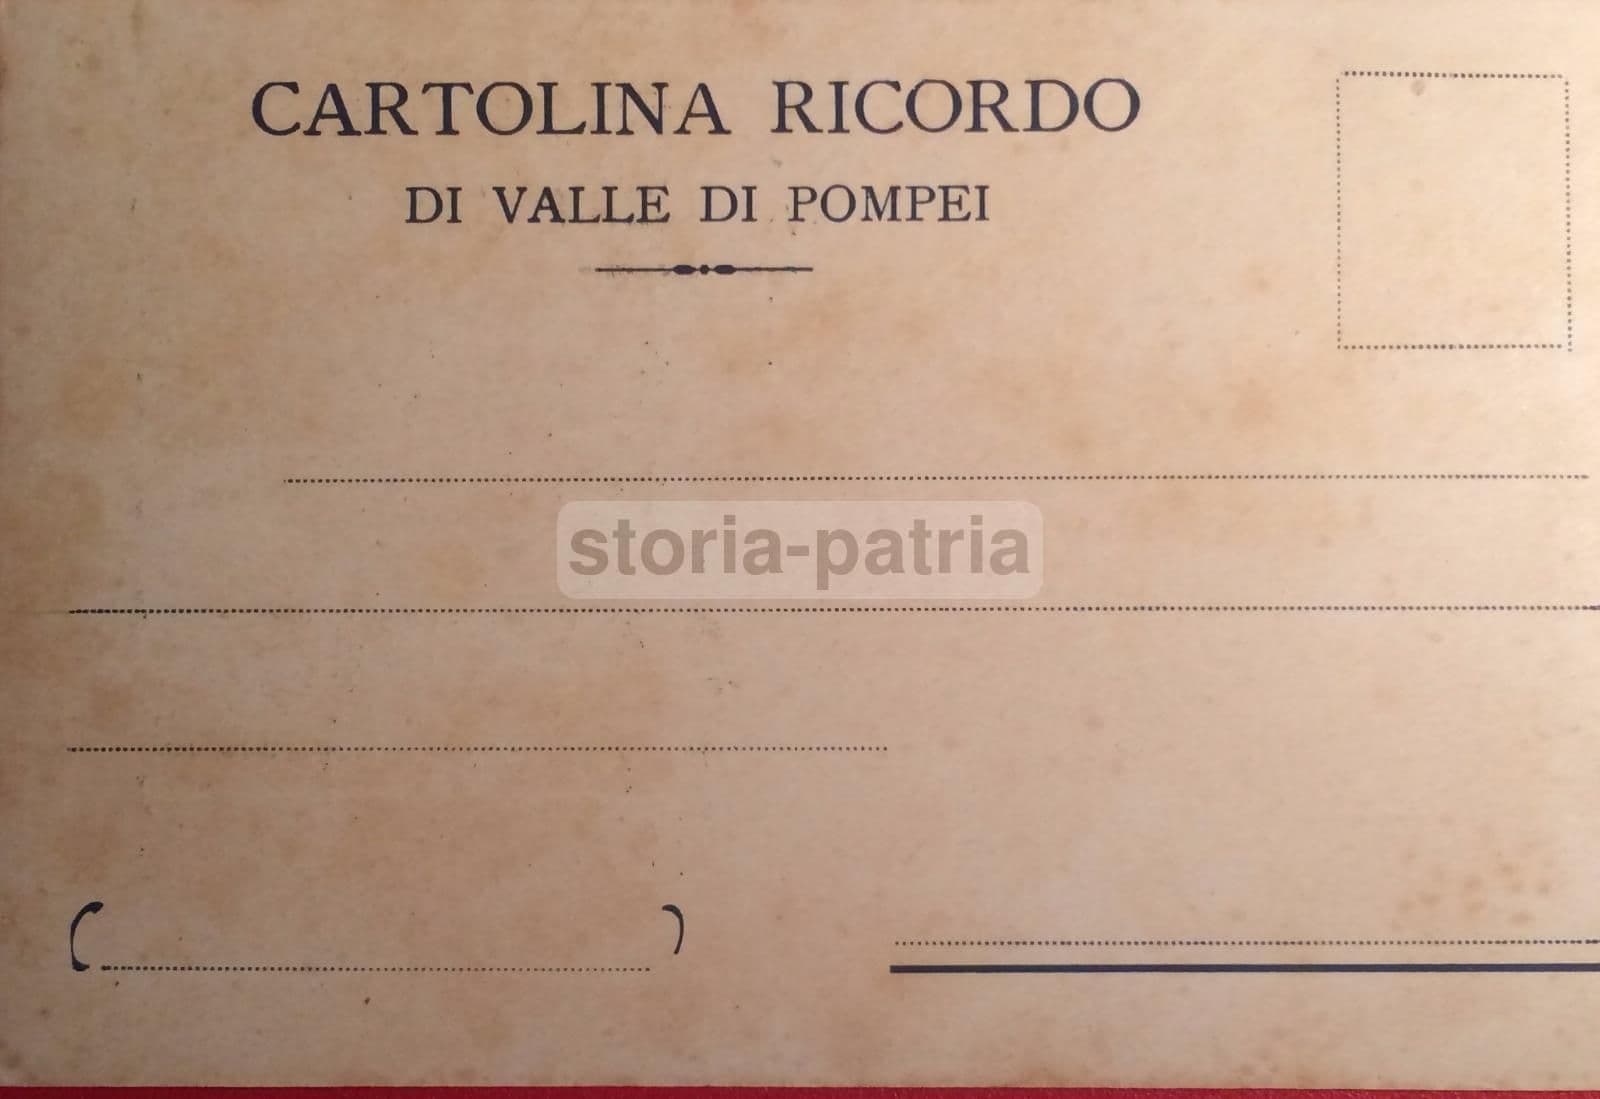 CARTOLINA RICORDO
DI VALLE DI POMPEI
storia-patria